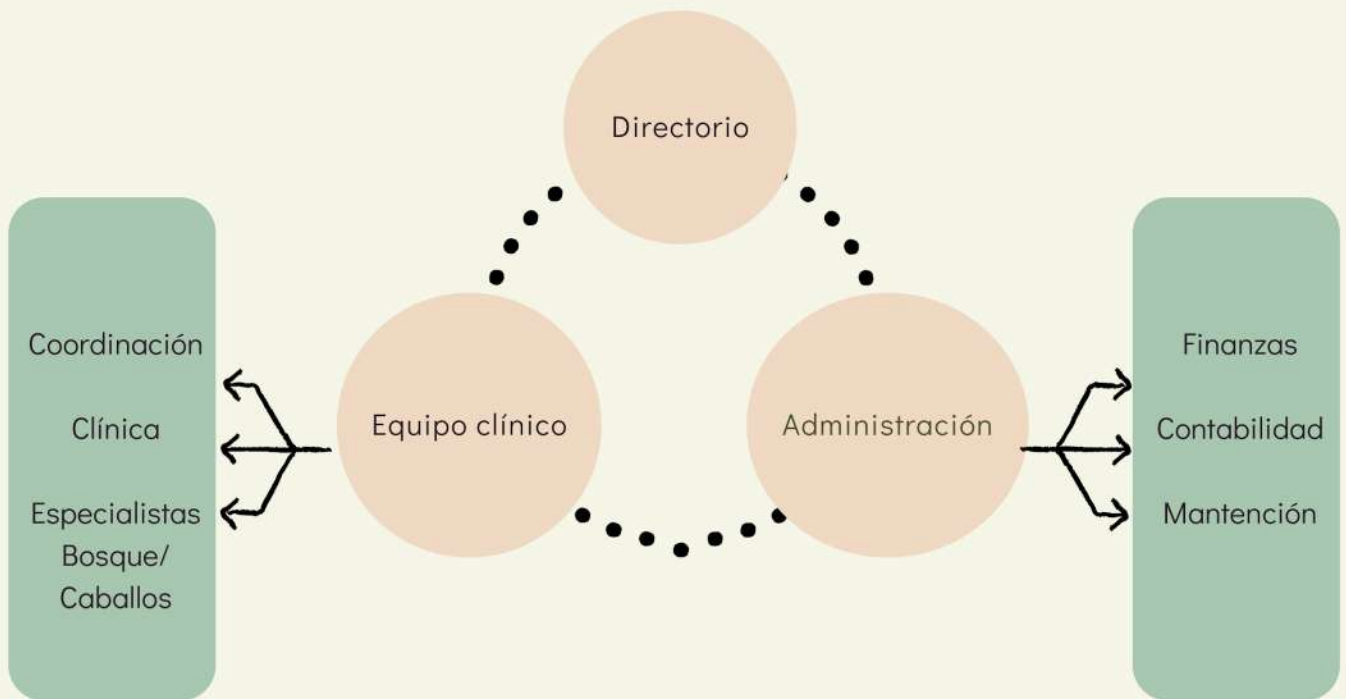 Directorio
Coordinación
Clínica
Especialistas
Bosque/
Caballos
Equipo clínico
Administración
Finanzas
Contabilidad
Mantención